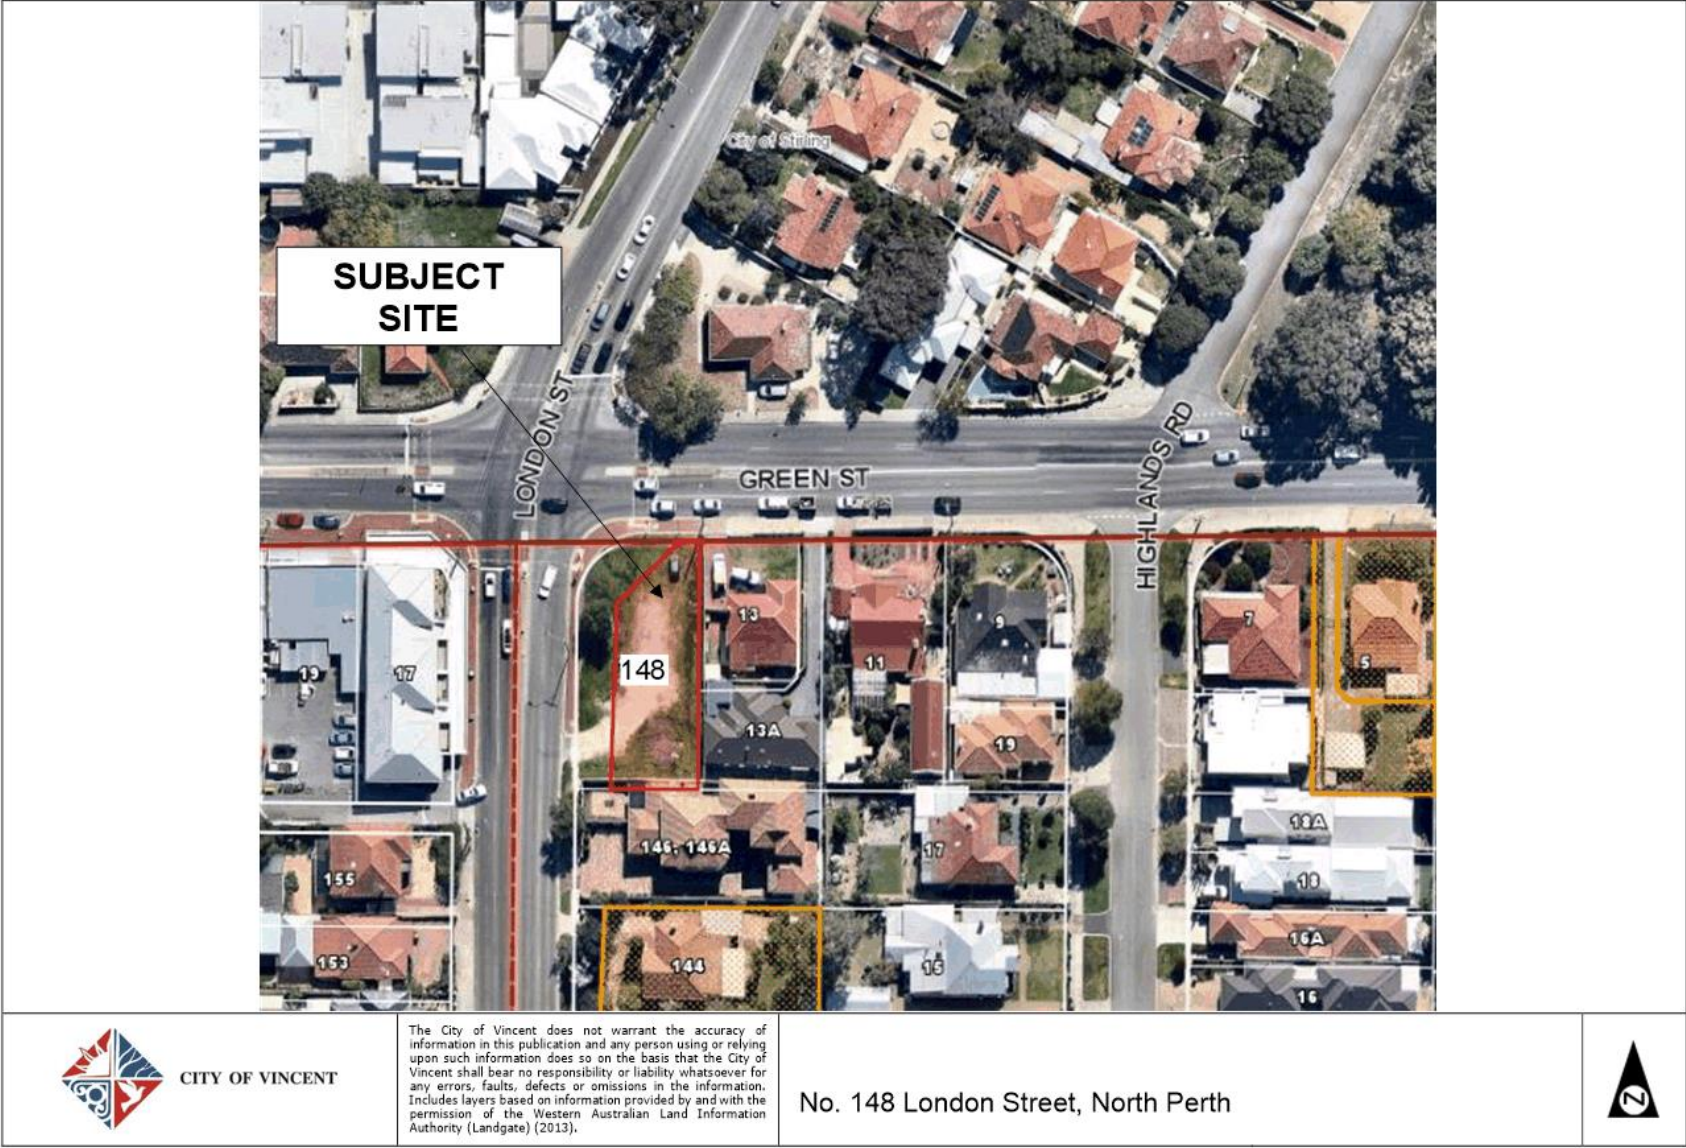 City of Stirling
SUBJECT
SITE
LONDON ST
GREEN ST
HIGHLANDS RD
148
13
13A
11
9
7
5
19
17
19
146, 146A
17
18A
18
155
153
144
15
16A
16
CITY OF VINCENT
The City of Vincent does not warrant the accuracy of
information in this publication and any person using or relying
upon such information does so on the basis that the City of
Vincent shall bear no responsibility or liability whatsoever for
any errors, faults, defects or omissions in the information.
Includes layers based on information provided by and with the
permission of the Western Australian Land Information
Authority (Landgate) (2013).
No. 148 London Street, North Perth
N